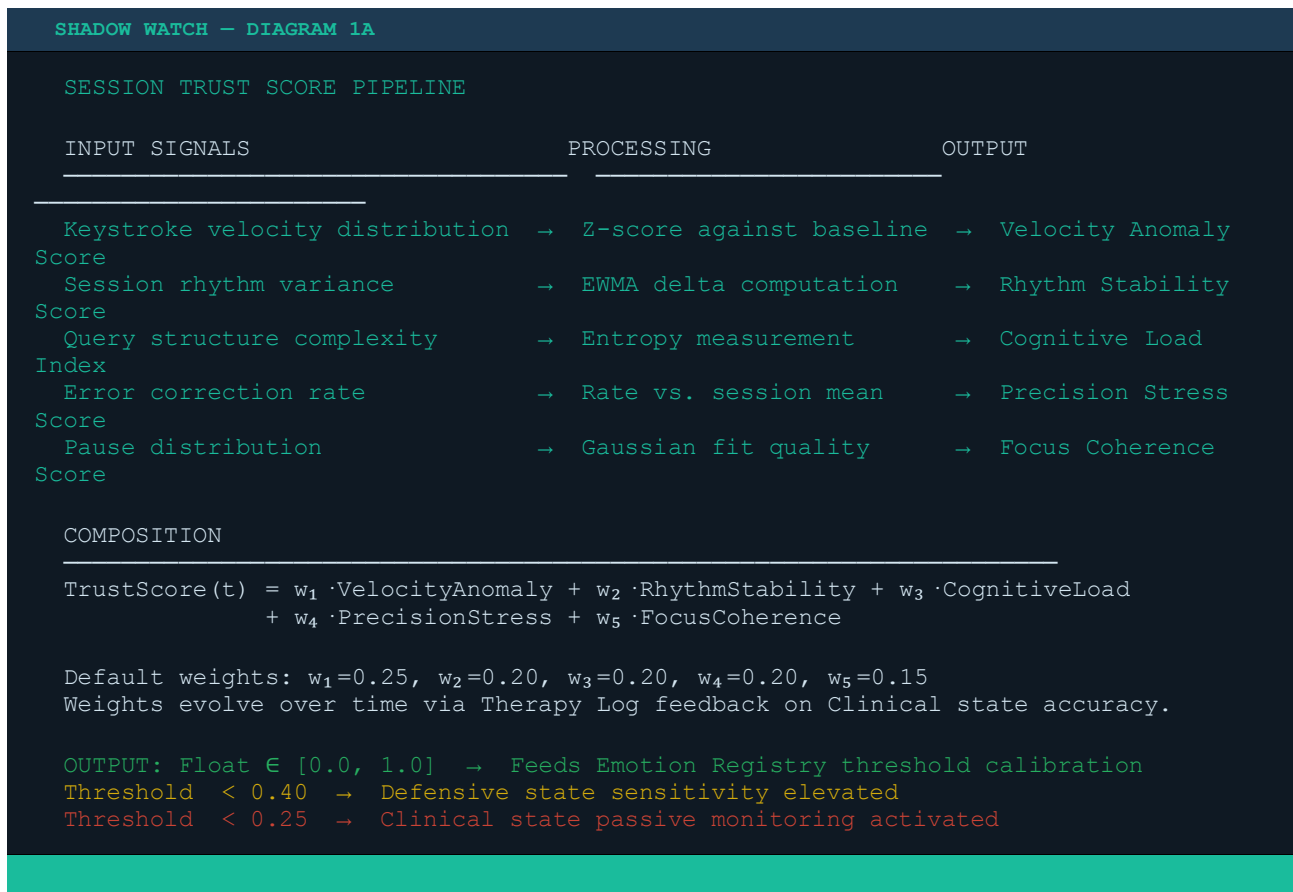 SHADOW WATCH — DIAGRAM 1A
SESSION TRUST SCORE PIPELINE
INPUT SIGNALS PROCESSING OUTPUT
Keystroke velocity distribution → Z-score against baseline → Velocity Anomaly
Score
Session rhythm variance → EWMA delta computation → Rhythm Stability
Score
Query structure complexity → Entropy measurement → Cognitive Load
Index
Error correction rate → Rate vs. session mean → Precision Stress
Score
Pause distribution → Gaussian fit quality → Focus Coherence
Score
COMPOSITION
TrustScore(t) = w₁·VelocityAnomaly + w₂·RhythmStability + w₃·CognitiveLoad
+ w₄·PrecisionStress + w₅·FocusCoherence
Default weights: w₁=0.25, w₂=0.20, w₃=0.20, w₄=0.20, w₅=0.15
Weights evolve over time via Therapy Log feedback on Clinical state accuracy.
OUTPUT: Float ∈ [0.0, 1.0] → Feeds Emotion Registry threshold calibration
Threshold < 0.40 → Defensive state sensitivity elevated
Threshold < 0.25 → Clinical state passive monitoring activated